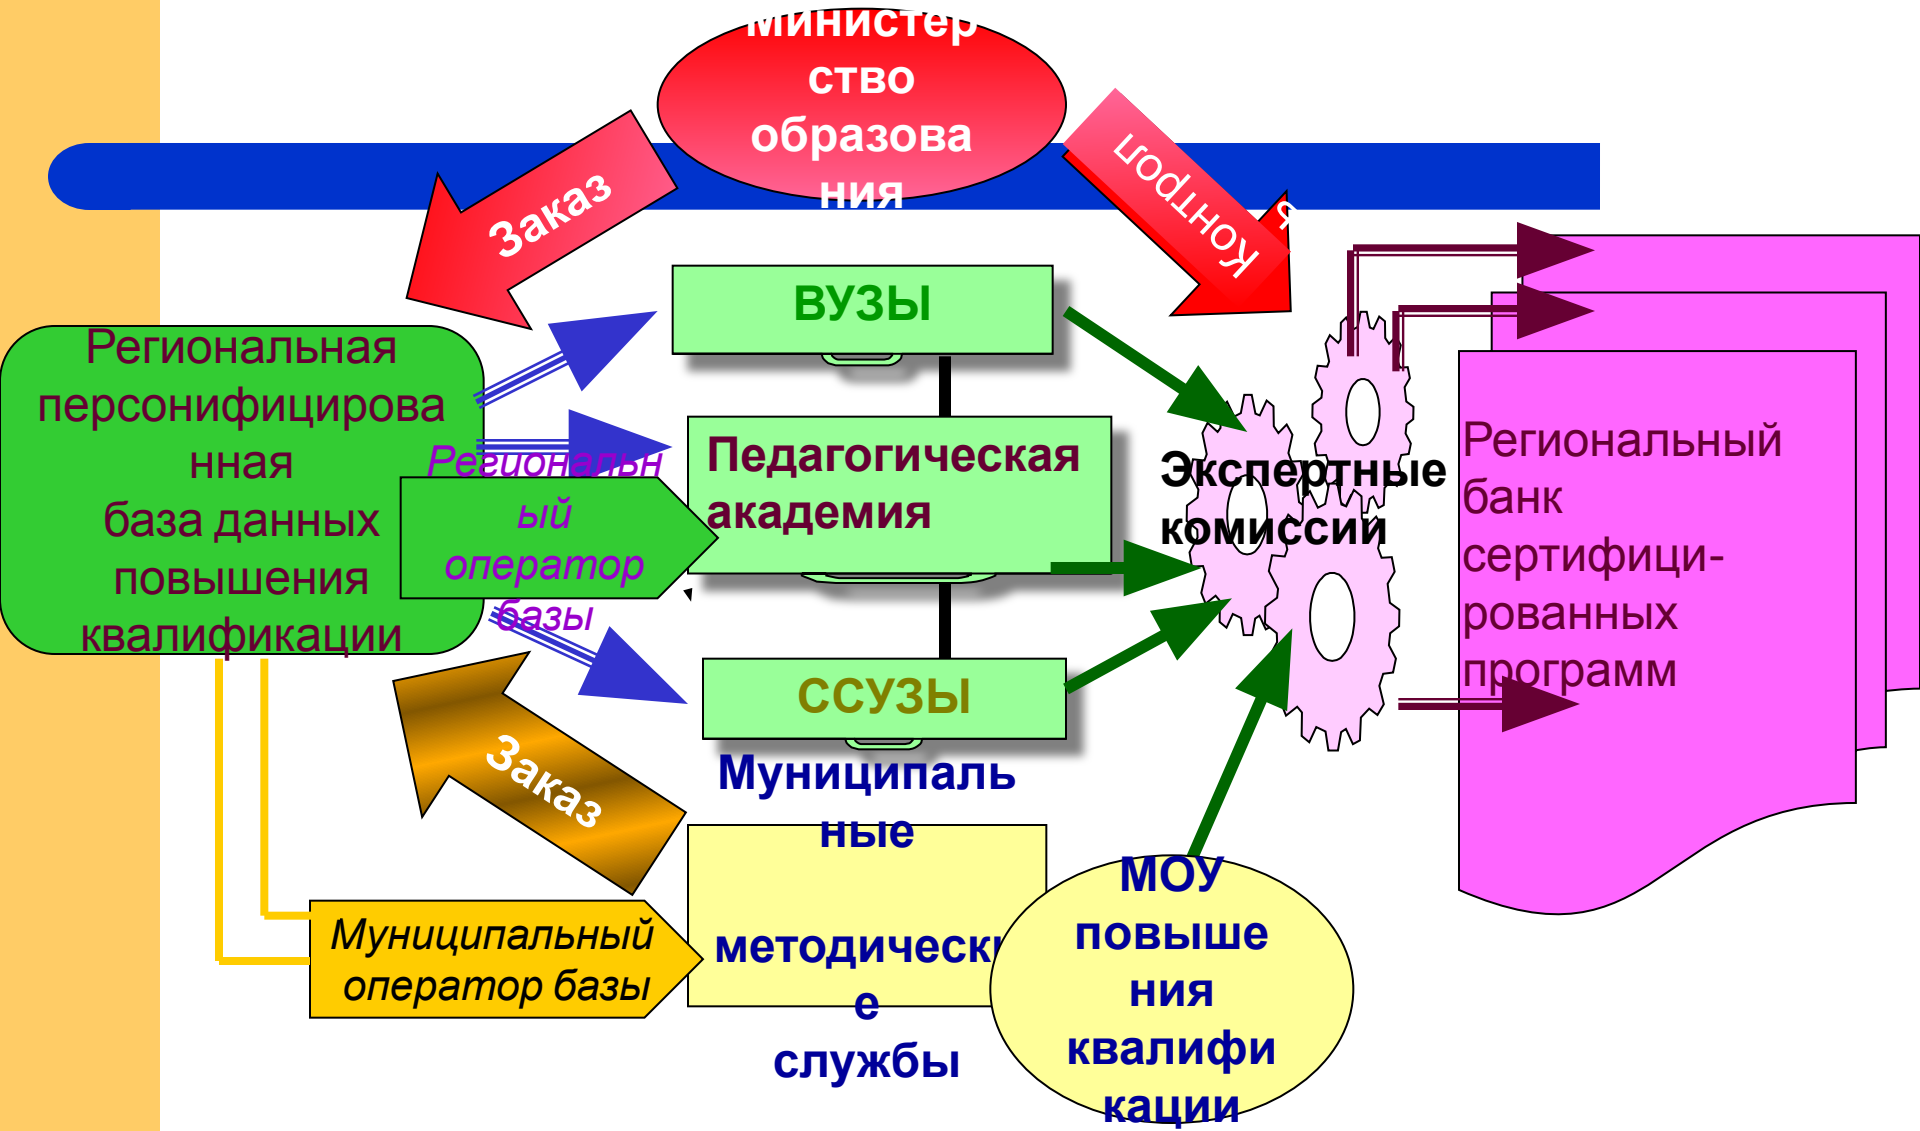 Министер
ство
образова
ния
Заказ
Контрол
ь
ВУЗЫ
Региональная
персонифицирова
нная
база данных
повышения
квалификации
Региональн
ый
оператор
базы
Педагогическая
академия
Экспертные
комиссии
Региональный
банк
сертифици-
рованных
программ
ССУЗЫ
Заказ
Муниципаль
ные
методически
е
службы
МОУ
повыше
ния
квалифи
кации
Муниципальный
оператор базы